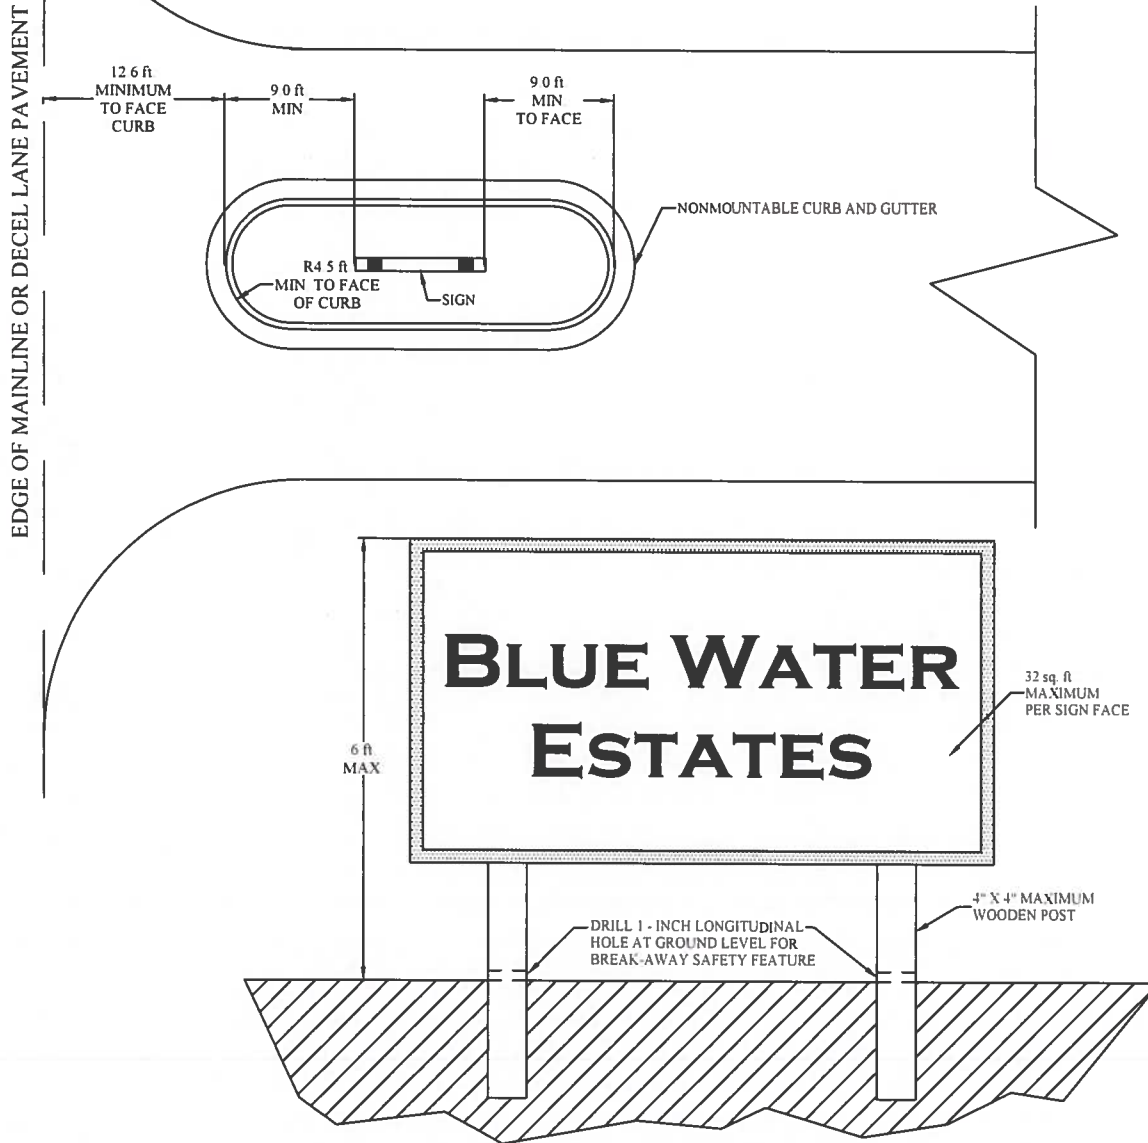 EDGE OF MAINLINE OR DECEL LANE PAVEMENT
12 6 ft
MINIMUM
TO FACE
CURB
9 0 ft
MIN
9 0 ft
MIN
TO FACE
NONMOUNTABLE CURB AND GUTTER
R4 5 ft
MIN TO FACE
OF CURB
SIGN
BLUE WATER
ESTATES
32 sq. ft
MAXIMUM
PER SIGN FACE
6 ft
MAX
4" X 4" MAXIMUM
WOODEN POST
DRILL 1 - INCH LONGITUDINAL
HOLE AT GROUND LEVEL FOR
BREAK-AWAY SAFETY FEATURE